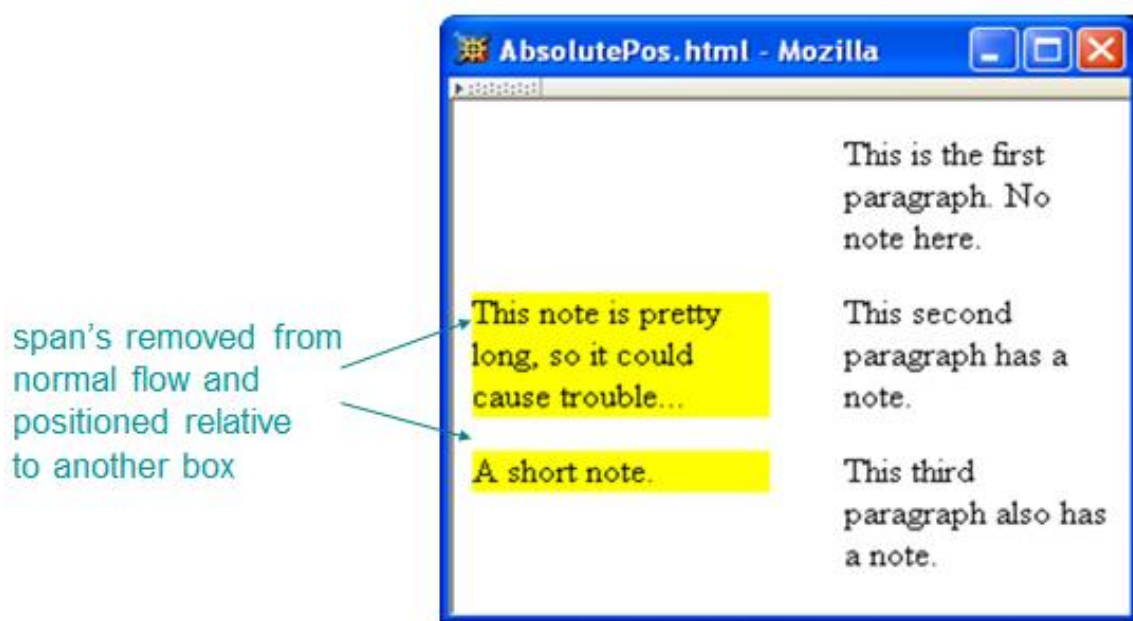 AbsolutePos.html - Mozilla
This is the first
paragraph. No
note here.
span's removed from
normal flow and
positioned relative
to another box
This note is pretty
long, so it could
cause trouble...
This second
paragraph has a
note.
A short note.
This third
paragraph also has
a note.